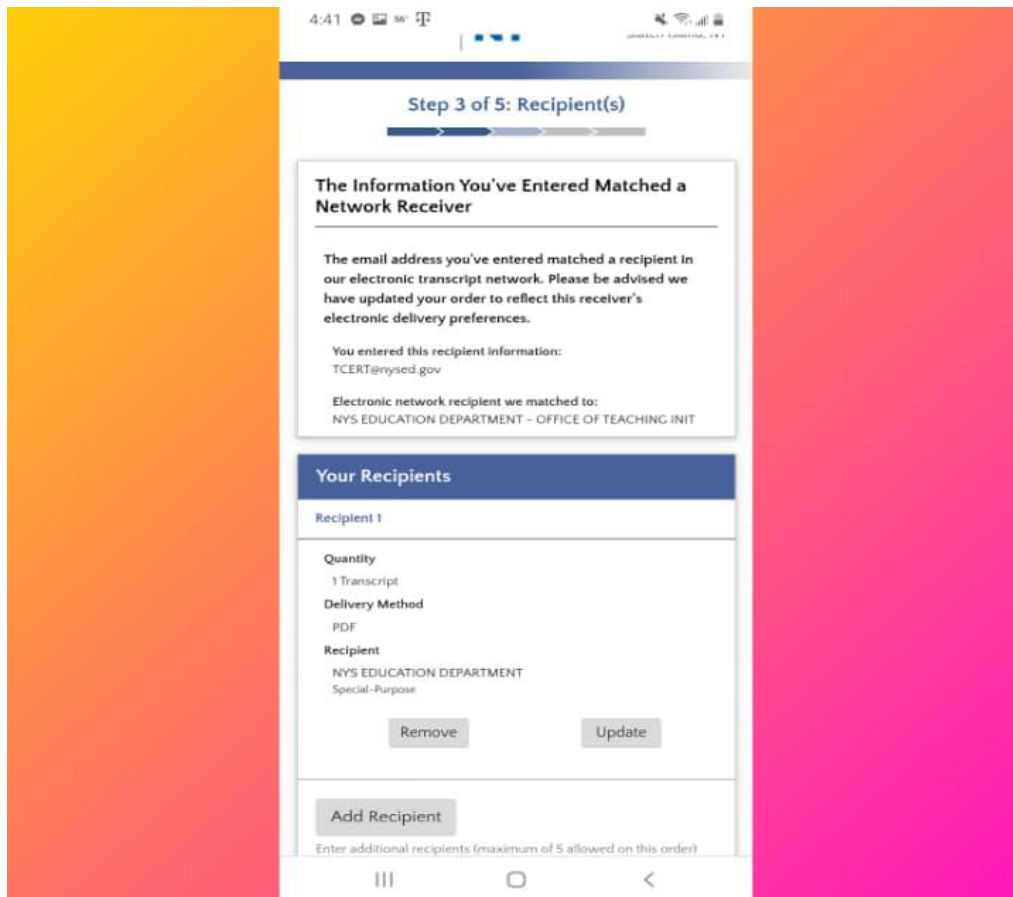 4:41 56°
Step 3 of 5: Recipient(s)
The Information You've Entered Matched a
Network Receiver
The email address you've entered matched a recipient in
our electronic transcript network. Please be advised we
have updated your order to reflect this receiver's
electronic delivery preferences.
You entered this recipient information:
TCERT@nysed.gov
Electronic network recipient we matched to:
NYS EDUCATION DEPARTMENT - OFFICE OF TEACHING INIT
Your Recipients
Recipient 1
Quantity
1 Transcript
Delivery Method
PDF
Recipient
NYS EDUCATION DEPARTMENT
Special-Purpose
Remove Update
Add Recipient
Enter additional recipients (maximum of 5 allowed on this order)